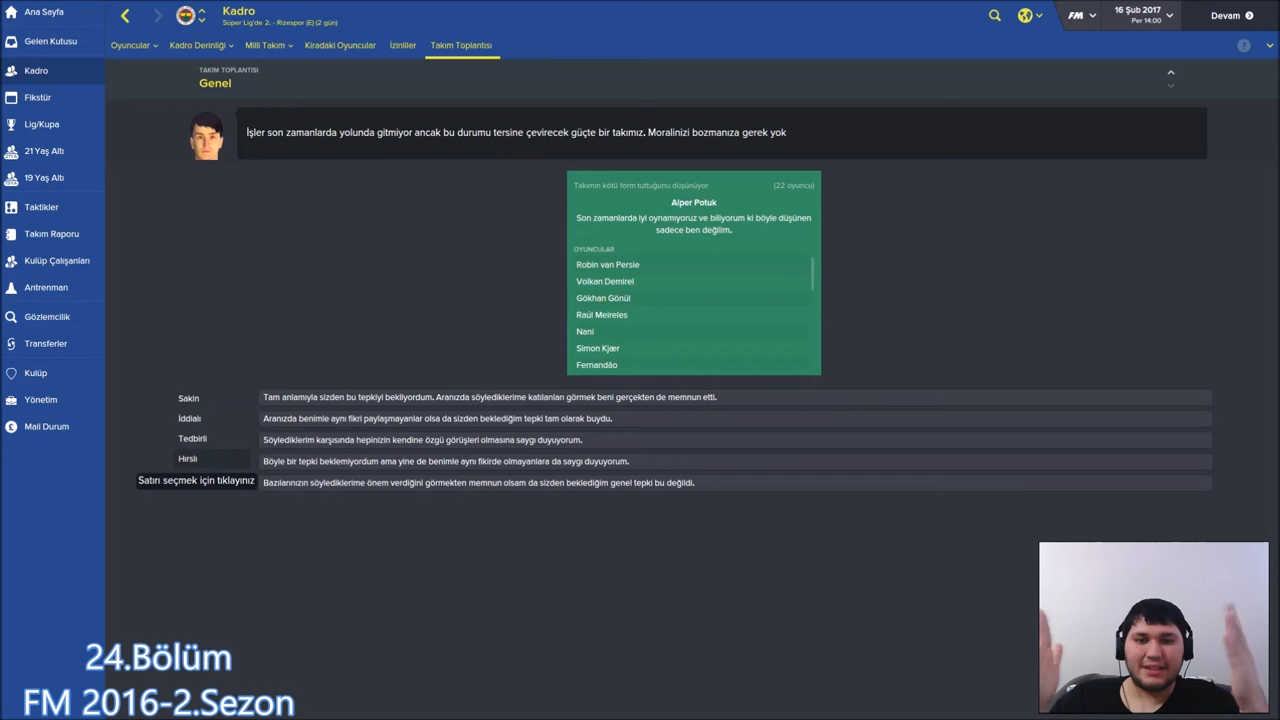 Ana Sayfa
Gelen Kutusu
Kadro
Fikstür
Lig/Kupa
21 Yaş Altı
19 Yaş Altı
Taktikler
Takım Raporu
Kulüp Çalışanları
Antrenman
Gözlemcilik
Transferler
Kulüp
Yönetim
Mali Durum
Kadro
Süper Lig'de 2. - Rizespor (E) (2 gün)
FM
16 Şub 2017
Per 14:00
Devam
Oyuncular
Kadro Derinliği
Milli Takım
Kiradaki Oyuncular
İzinliler
Takım Toplantısı
?
TAKIM TOPLANTISI
Genel
İşler son zamanlarda yolunda gitmiyor ancak bu durumu tersine çevirecek güçte bir takımız. Moralinizi bozmanıza gerek yok
Takımın kötü form tuttuğunu düşünüyor (22 oyuncu)
Alper Potuk
Son zamanlarda iyi oynamıyoruz ve biliyorum ki böyle düşünen
sadece ben değilim.
OYUNCULAR
Robin van Persie
Volkan Demirel
Gökhan Gönül
Raúl Meireles
Nani
Simon Kjær
Fernandão
Sakin Tam anlamıyla sizden bu tepkiyi bekliyordum. Aranızda söylediklerime katılanları görmek beni gerçekten de memnun etti.
İddialı Aranızda benimle aynı fikri paylaşmayanlar olsa da sizden beklediğim tepki tam olarak buydu.
Tedbirli Söylediklerim karşısında hepinizin kendine özgü görüşleri olmasına saygı duyuyorum.
Hırslı Böyle bir tepki beklemiyordum ama yine de benimle aynı fikirde olmayanlara da saygı duyuyorum.
Satırı seçmek için tıklayınız Bazılarınızın söylediklerime önem verdiğini görmekten memnun olsam da sizden beklediğim genel tepki bu değildi.
24.Bölüm
FM 2016-2.Sezon